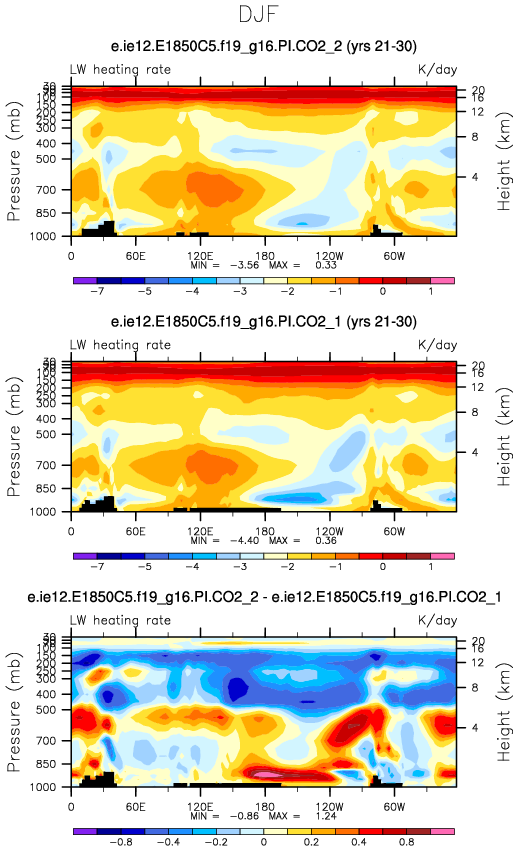 DJF
e.ie12.E1850C5.f19_g16.PI.CO2_2 (yrs 21-30)
LW heating rate K/day
30
50
70
100
150
200
250
300
400
500
700
850
1000
Pressure (mb)
20
16
12
8
4
Height (km)
0 60E 120E 180 120W 60W
MIN = -3.56 MAX = 0.33
-7 -5 -4 -3 -2 -1 0 1
e.ie12.E1850C5.f19_g16.PI.CO2_1 (yrs 21-30)
LW heating rate K/day
30
50
70
100
150
200
250
300
400
500
700
850
1000
Pressure (mb)
20
16
12
8
4
Height (km)
0 60E 120E 180 120W 60W
MIN = -4.40 MAX = 0.36
-7 -5 -4 -3 -2 -1 0 1
e.ie12.E1850C5.f19_g16.PI.CO2_2 - e.ie12.E1850C5.f19_g16.PI.CO2_1
LW heating rate K/day
30
50
70
100
150
200
250
300
400
500
700
850
1000
Pressure (mb)
20
16
12
8
4
Height (km)
0 60E 120E 180 120W 60W
MIN = -0.86 MAX = 1.24
-0.8 -0.4 -0.2 0 0.2 0.4 0.8